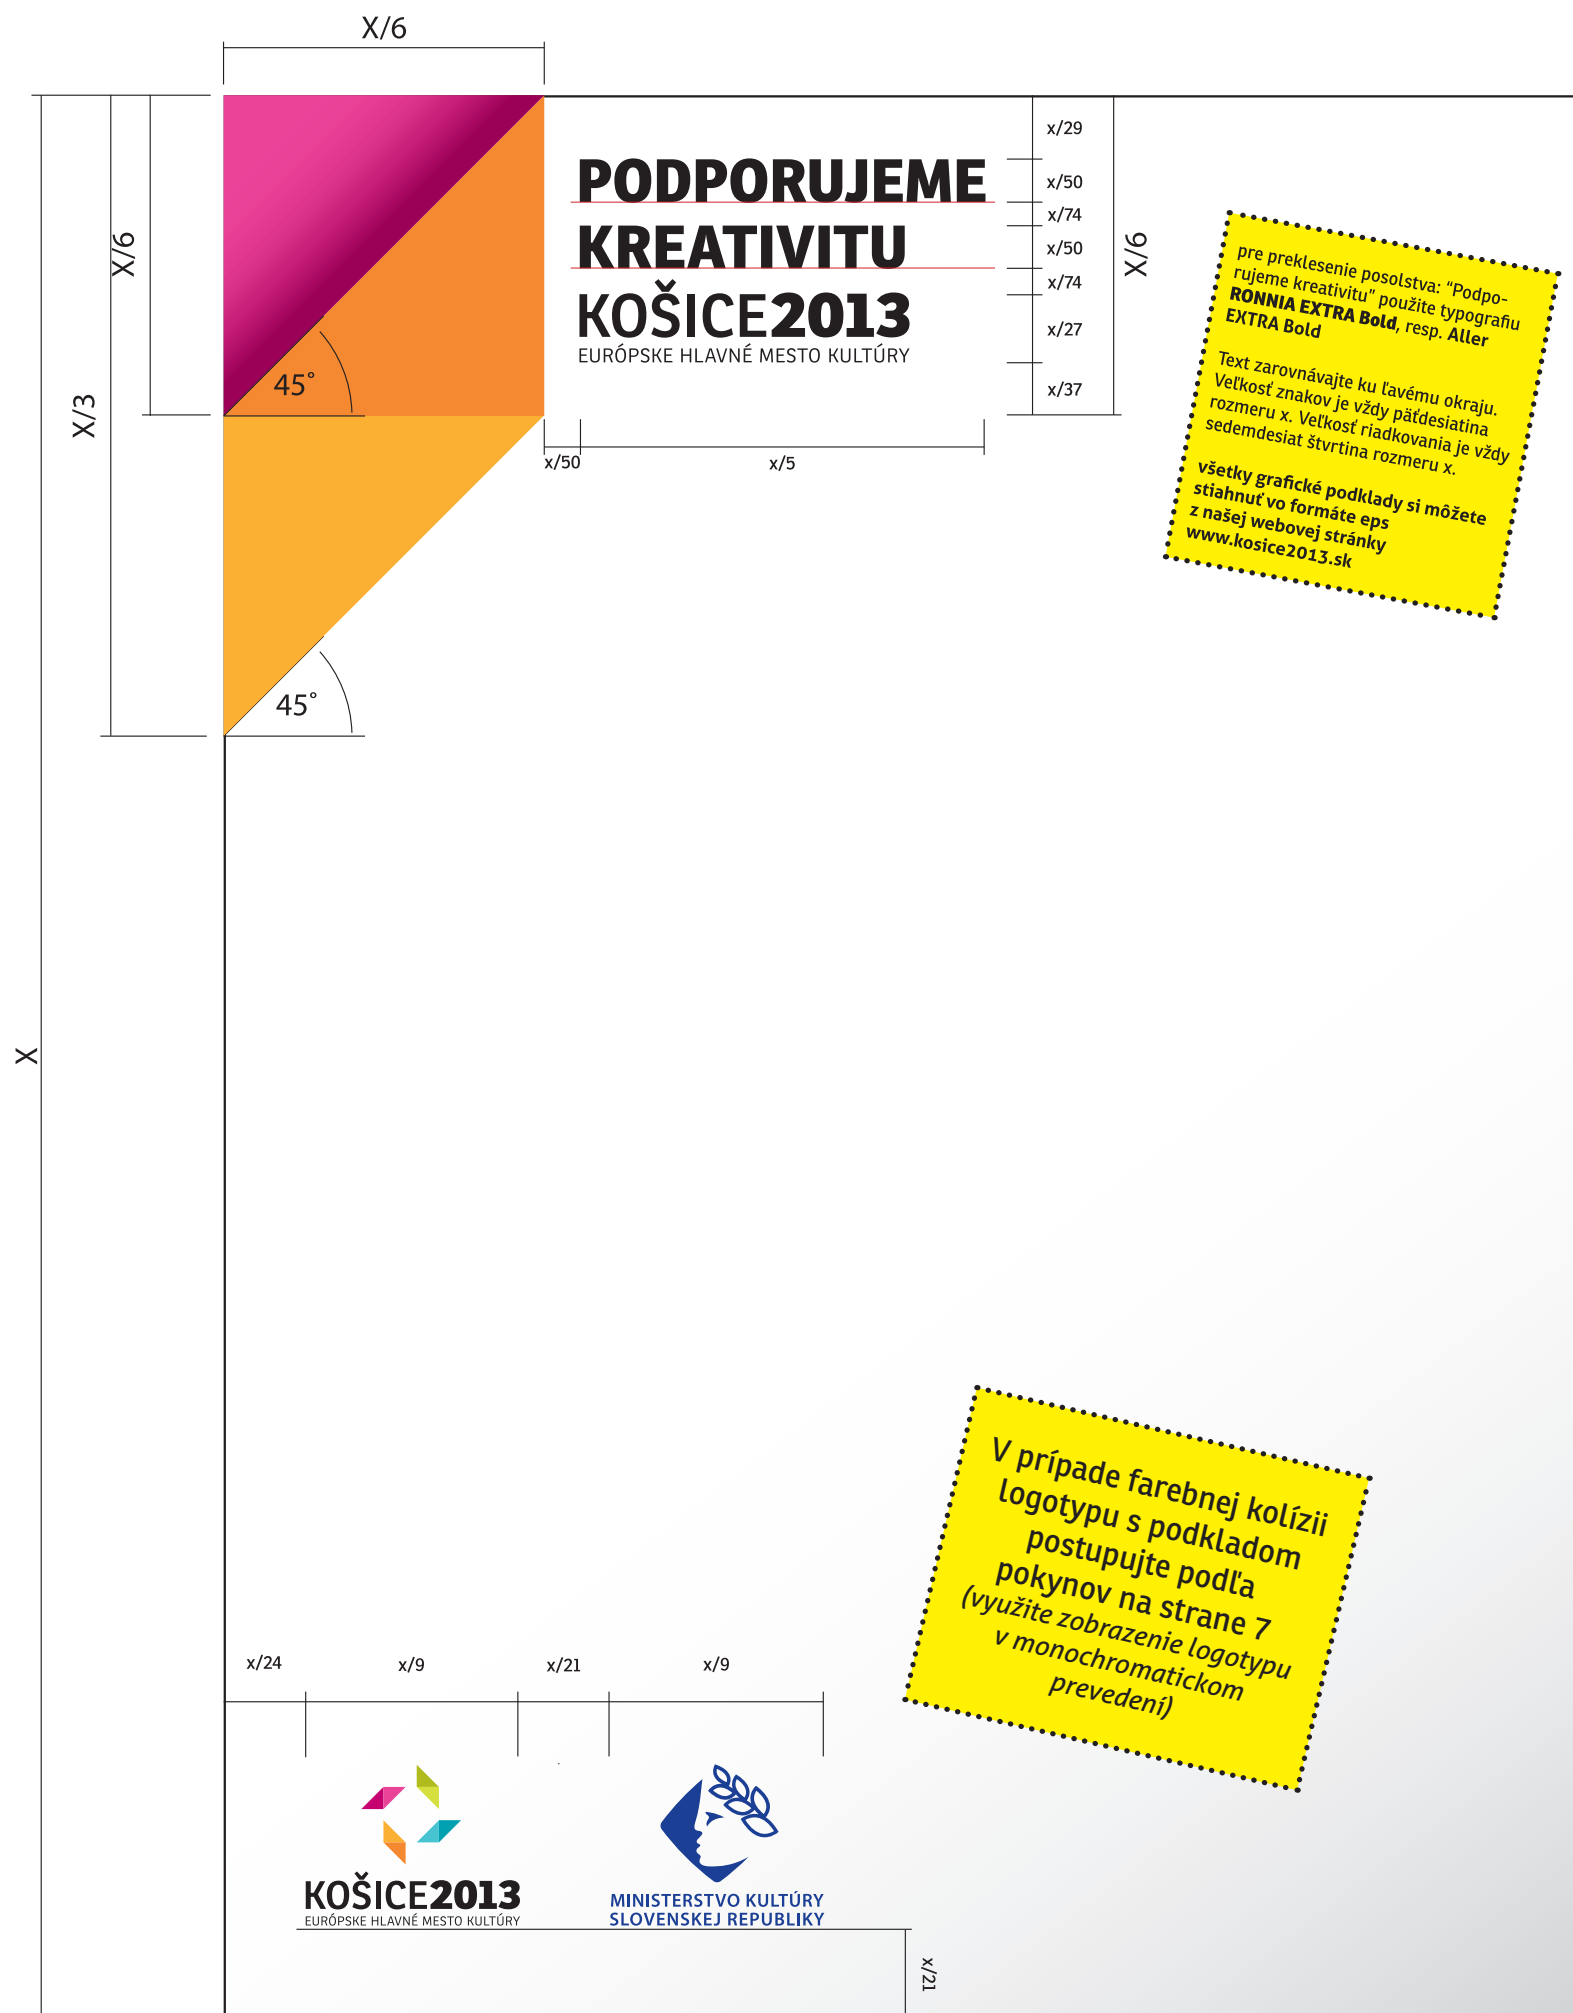 X/6
x/29
PODPORUJEME
x/50
x/74
KREATIVITU
x/50
x/74
KOŠICE2013
x/27
EURÓPSKE HLAVNÉ MESTO KULTÚRY
x/37
X/6
X/6
X/3
X
45°
45°
x/50
x/5
pre preklesenie posolstva: “Podpo-
rujeme kreativitu” použite typografiu
RONNIA EXTRA Bold, resp. Aller
EXTRA Bold
Text zarovnávajte ku ľavému okraju.
Veľkosť znakov je vždy päťdesiatina
rozmeru x. Veľkosť riadkovania je vždy
sedemdesiat štvrtina rozmeru x.
všetky grafické podklady si môžete
stiahnuť vo formáte eps
z našej webovej stránky
www.kosice2013.sk
V prípade farebnej kolízii
logotypu s podkladom
postupujte podľa
pokynov na strane 7
(využite zobrazenie logotypu
v monochromatickom
prevedení)
x/24
x/9
x/21
x/9
KOŠICE2013
EURÓPSKE HLAVNÉ MESTO KULTÚRY
MINISTERSTVO KULTÚRY
SLOVENSKEJ REPUBLIKY
x/21